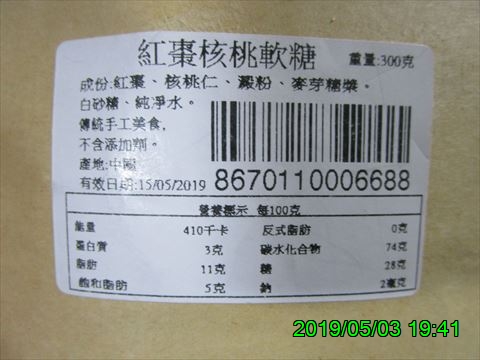 紅棗核桃軟糖 重量:300克
成份:紅棗、核桃仁、澱粉、麥芽糖漿。
白砂糖、純淨水。
傳統手工美食,
不含添加劑。
產地:中國
有效日期:15/05/2019
8670110006688
營養標示 每100克
能量 410千卡 反式脂肪 0克
蛋白質 3克 碳水化合物 74克
脂肪 11克 糖 28克
飽和脂肪 5克 鈉 2毫克
2019/05/03 19:41